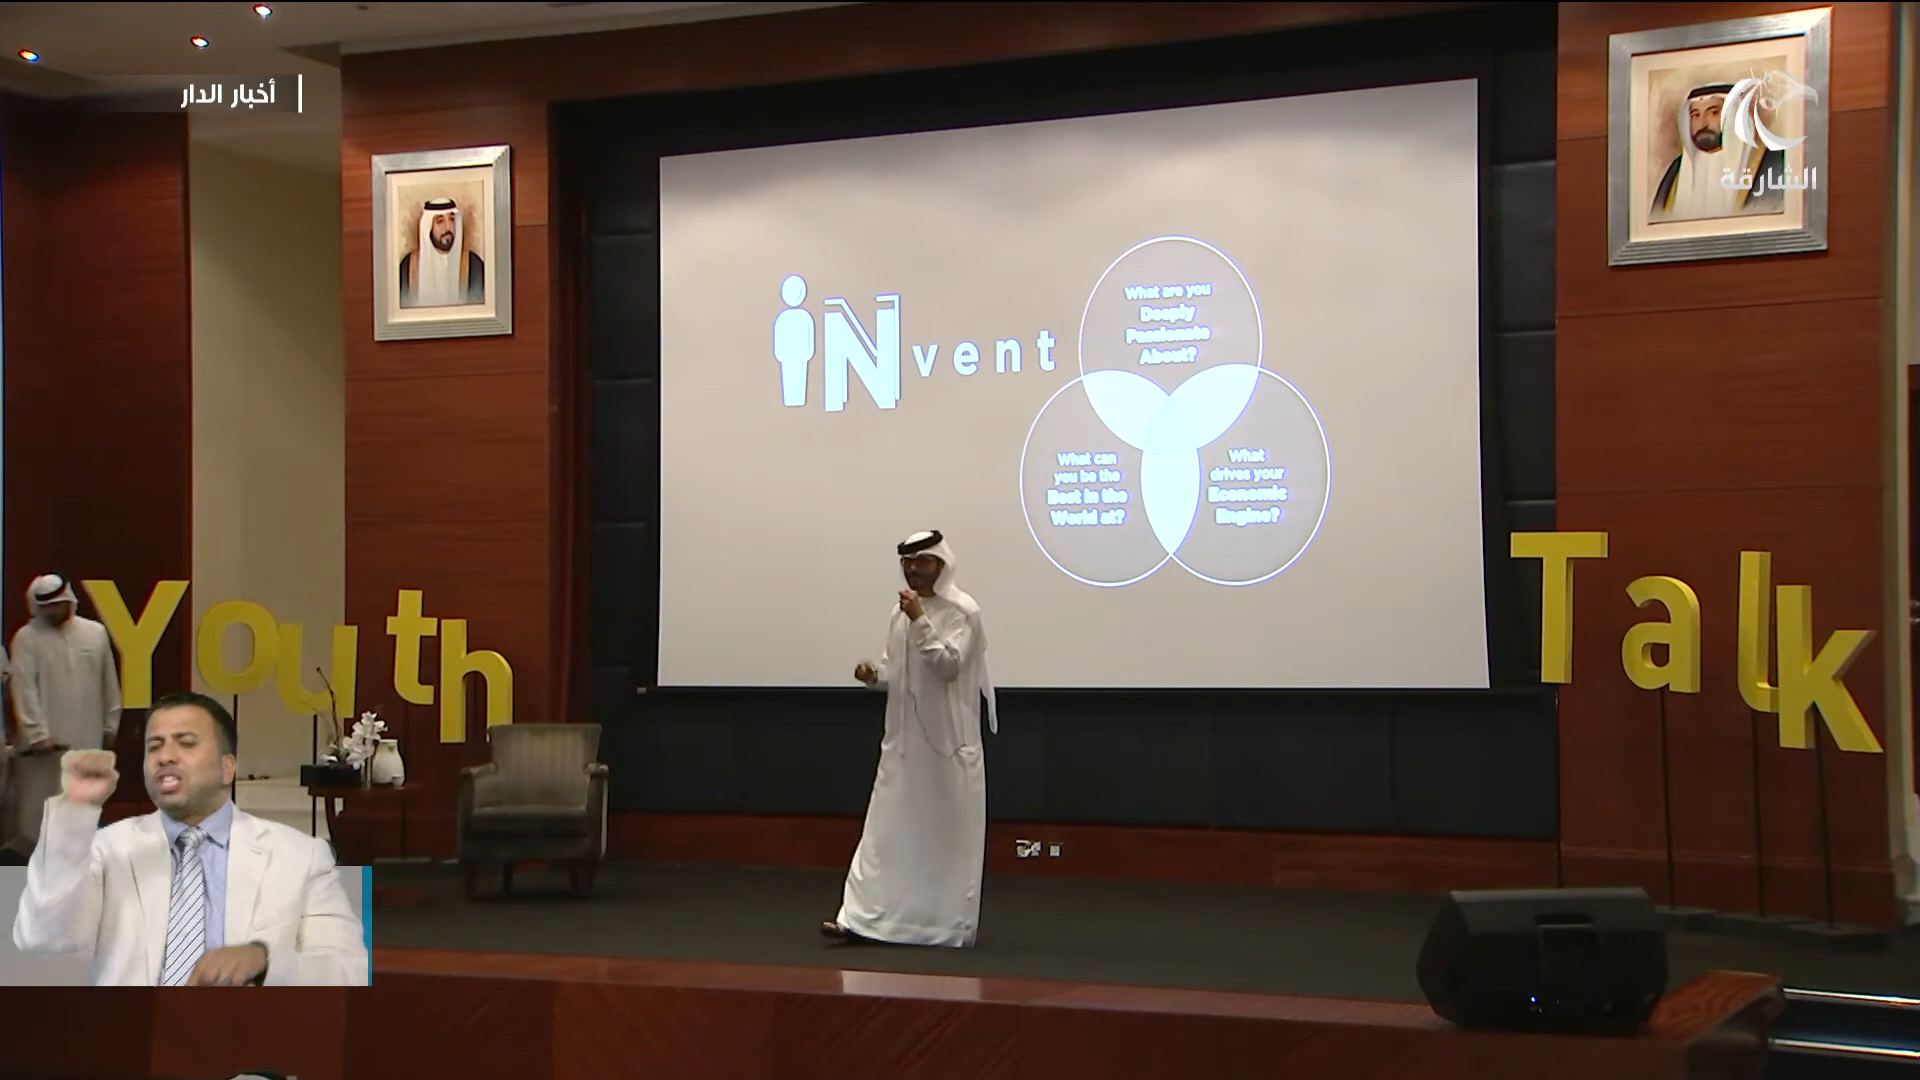 أخبار الدار
الشارقة
iNvent
What are you
Deeply
Passionate
About?
What can
you be the
Best in the
World at?
What
drives your
Economic
Engine?
Youth
Talk